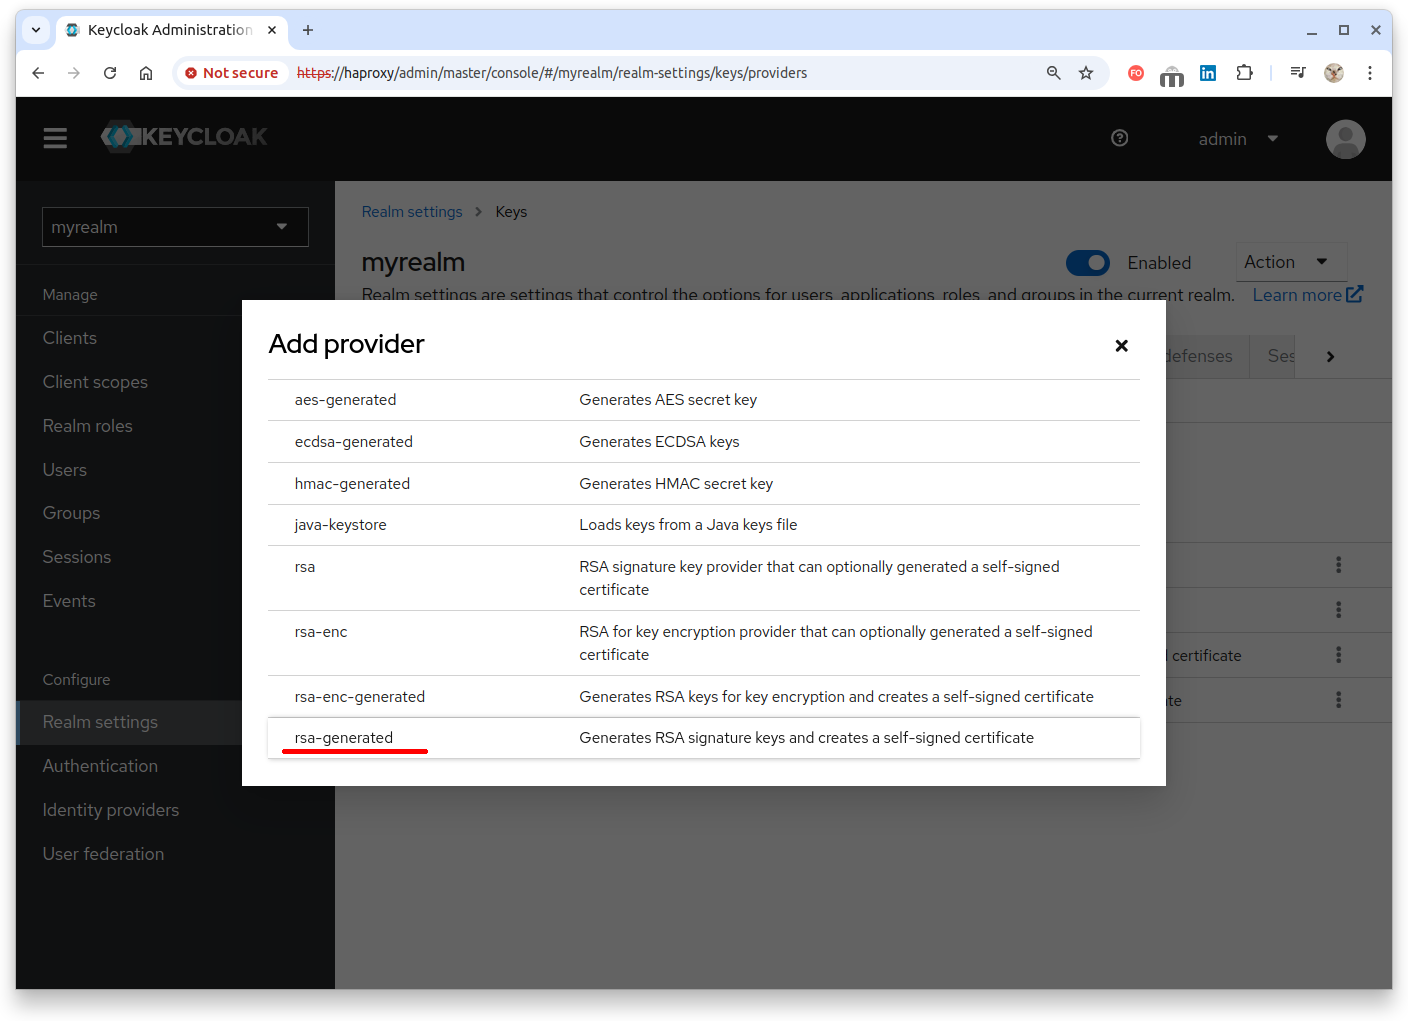 Keycloak Administration
Not secure
https://haproxy/admin/master/console/#/myrealm/realm-settings/keys/providers
FO
in
KEYCLOAK
admin
myrealm
Manage
Clients
Client scopes
Realm roles
Users
Groups
Sessions
Events
Configure
Realm settings
Authentication
Identity providers
User federation
Realm settings > Keys
myrealm
Enabled
Action
Realm settings are settings that control the options for users, applications, roles, and groups in the current realm. Learn more
defenses
Ses
Add provider
aes-generated Generates AES secret key
ecdsa-generated Generates ECDSA keys
hmac-generated Generates HMAC secret key
java-keystore Loads keys from a Java keys file
rsa RSA signature key provider that can optionally generated a self-signed
certificate
rsa-enc RSA for key encryption provider that can optionally generated a self-signed
certificate
rsa-enc-generated Generates RSA keys for key encryption and creates a self-signed certificate
rsa-generated Generates RSA signature keys and creates a self-signed certificate
certificate